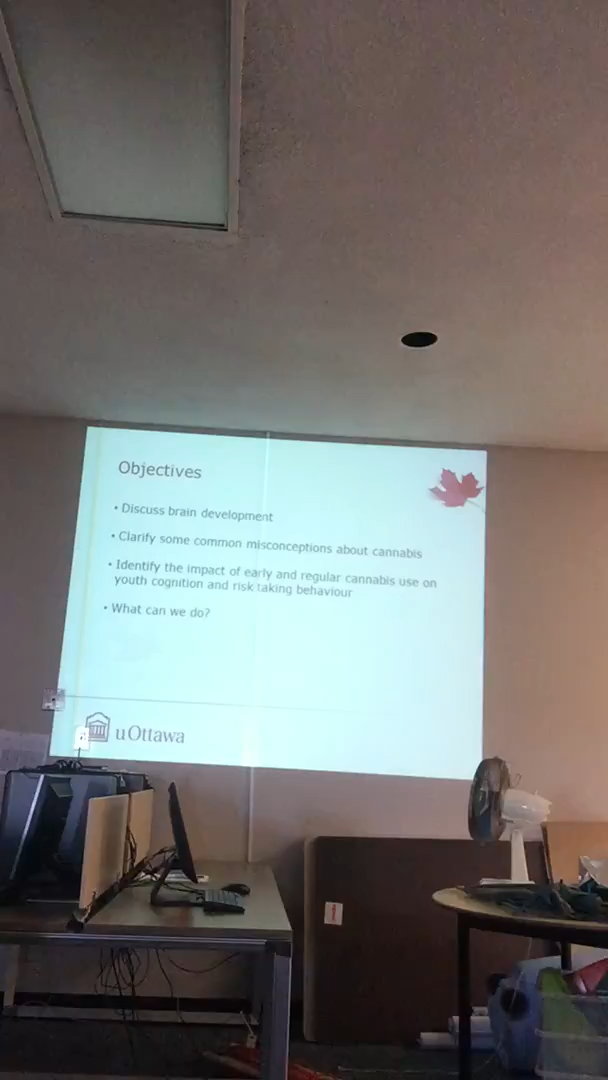 Objectives
• Discuss brain development
• Clarify some common misconceptions about cannabis
• Identify the impact of early and regular cannabis use on
youth cognition and risk taking behaviour
• What can we do?
uOttawa
1